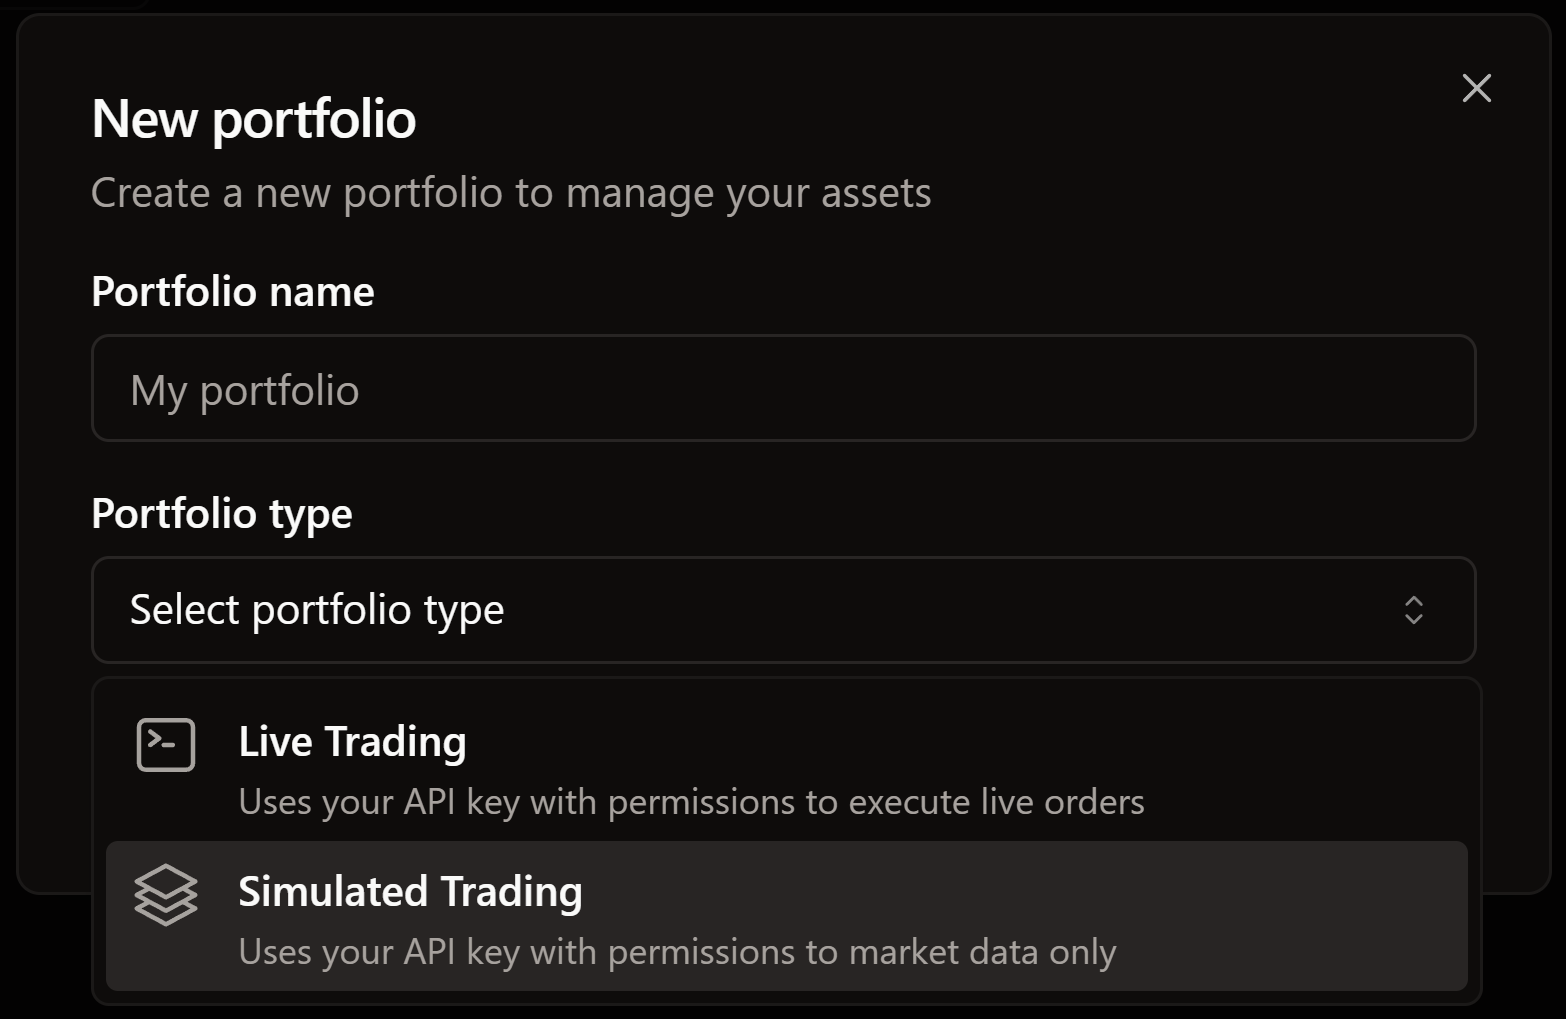 New portfolio
Create a new portfolio to manage your assets
Portfolio name
My portfolio
Portfolio type
Select portfolio type
Live Trading
Uses your API key with permissions to execute live orders
Simulated Trading
Uses your API key with permissions to market data only